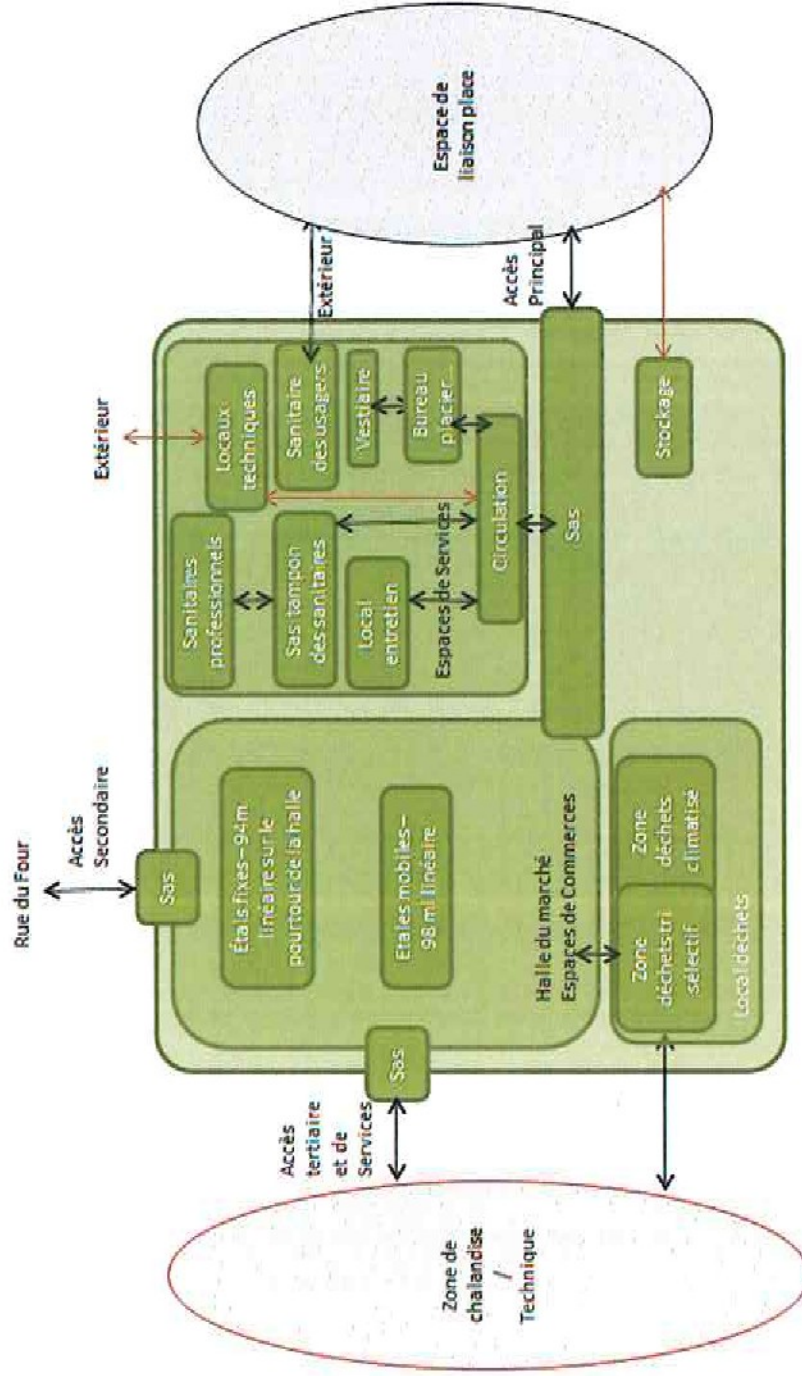 Rue du Four
Accès
Secondaire
Sas
Extérieur
Étals fixes – 94m
linéaire sur le
pourtour de la halle
Etales mobiles –
98 ml linéaire
Halle du marché
Espaces de Commerces
Sanitaires
professionnels
Locaux
techniques
Sas tampon
des sanitaires
Sanitaire
des usagers
Extérieur
Local
entretien
Vestiaire
Bureau
placier...
Espaces de Services
Circulation
Accès
tertiaire
et de
Services
Sas
Sas
Accès
Principal
Zone de
chalandise
/
Technique
Zone
déchets tri
sélectif
Zone
déchets
climatisé
Local déchets
Stockage
Espace de
liaison place